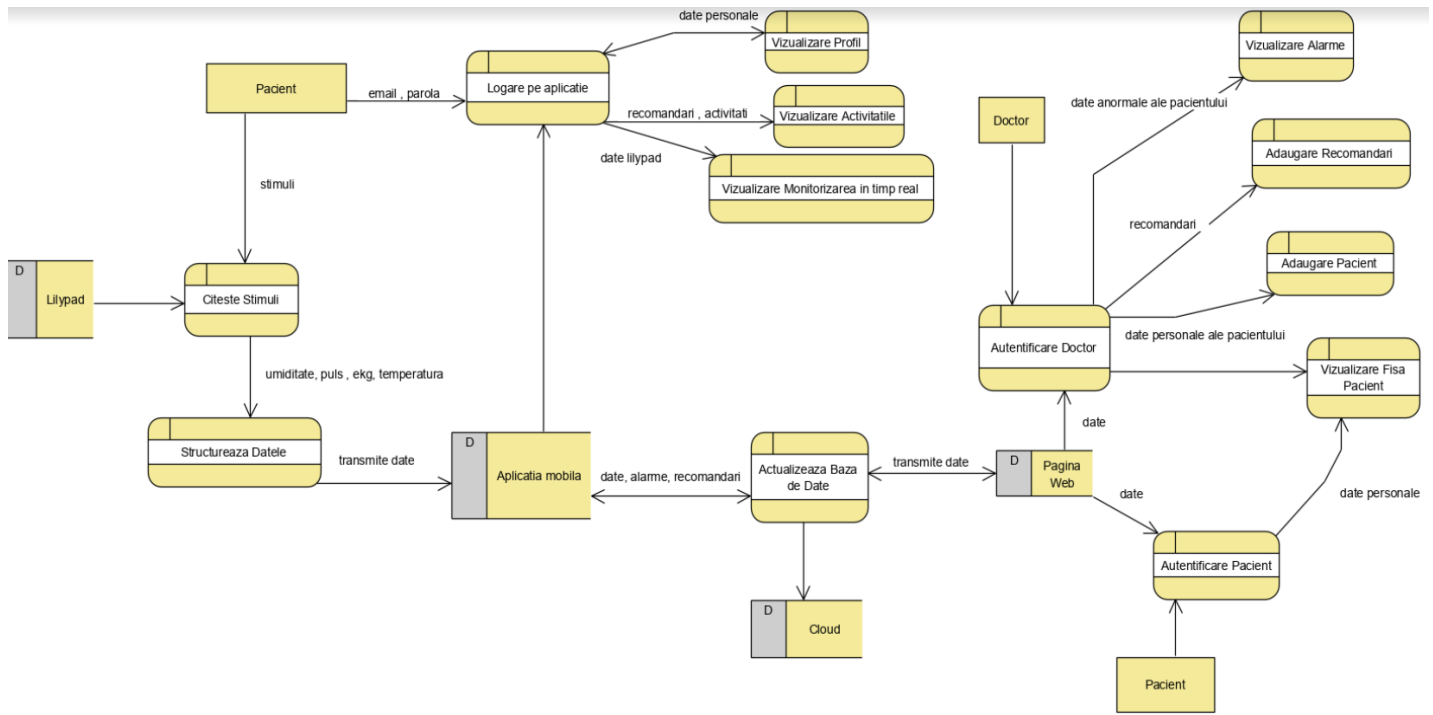 date personale
Vizualizare Profil
Vizualizare Alarme
Pacient
email , parola
Logare pe aplicatie
recomandari , activitati
Vizualizare Activitatile
date anormale ale pacientului
Doctor
date lilypad
Adaugare Recomandari
stimuli
Vizualizare Monitorizarea in timp real
recomandari
D
Lilypad
Citeste Stimuli
Adaugare Pacient
Autentificare Doctor
date personale ale pacientului
umiditate, puls , ekg, temperatura
Vizualizare Fisa
Pacient
date
Structureaza Datele
transmite date
D
Aplicatia mobila
date, alarme, recomandari
Actualizeaza Baza
de Date
transmite date
D
Pagina
Web
date
date personale
Autentificare Pacient
D
Cloud
Pacient